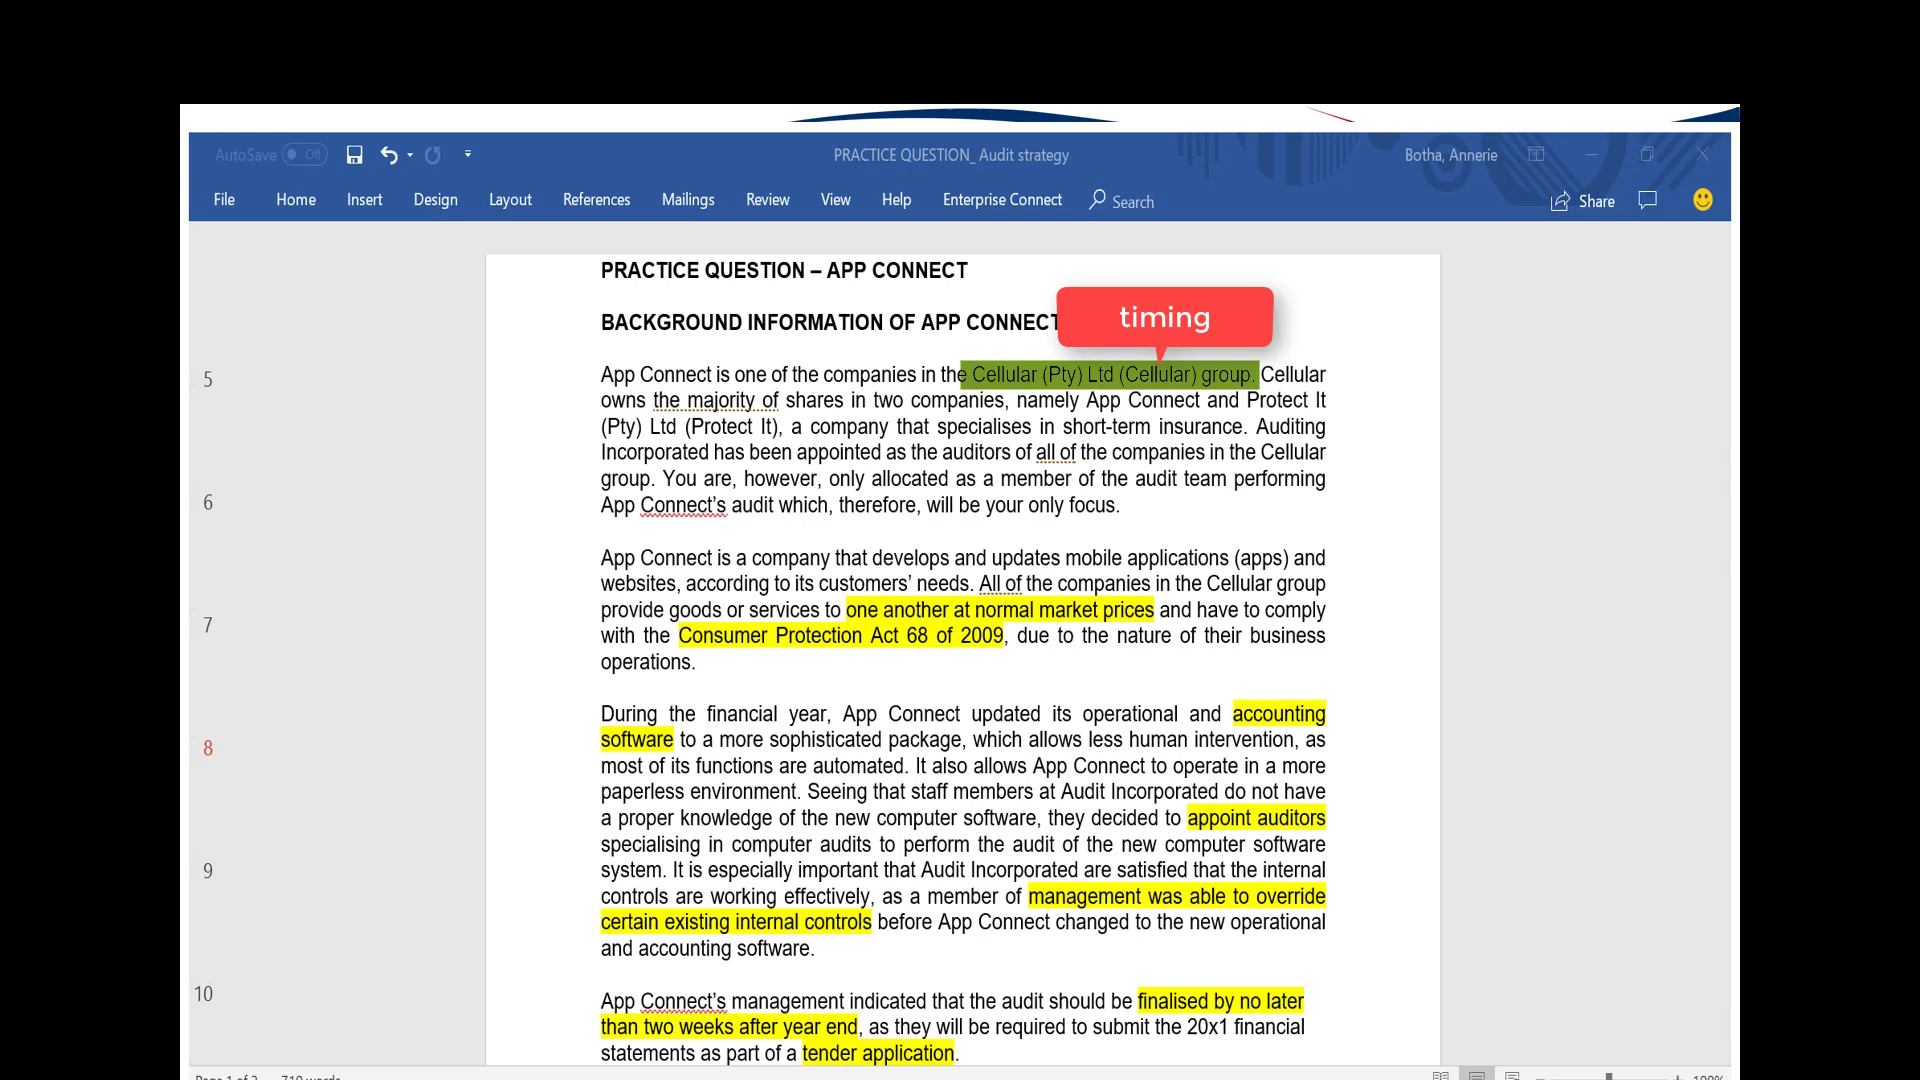 AutoSave Off
PRACTICE QUESTION_ Audit strategy
Botha, Annerie
File Home Insert Design Layout References Mailings Review View Help Enterprise Connect Search Share
PRACTICE QUESTION – APP CONNECT
BACKGROUND INFORMATION OF APP CONNECT
timing
App Connect is one of the companies in the Cellular (Pty) Ltd (Cellular) group. Cellular
owns the majority of shares in two companies, namely App Connect and Protect It
(Pty) Ltd (Protect It), a company that specialises in short-term insurance. Auditing
Incorporated has been appointed as the auditors of all of the companies in the Cellular
group. You are, however, only allocated as a member of the audit team performing
App Connect’s audit which, therefore, will be your only focus.
App Connect is a company that develops and updates mobile applications (apps) and
websites, according to its customers’ needs. All of the companies in the Cellular group
provide goods or services to one another at normal market prices and have to comply
with the Consumer Protection Act 68 of 2009, due to the nature of their business
operations.
During the financial year, App Connect updated its operational and accounting
software to a more sophisticated package, which allows less human intervention, as
most of its functions are automated. It also allows App Connect to operate in a more
paperless environment. Seeing that staff members at Audit Incorporated do not have
a proper knowledge of the new computer software, they decided to appoint auditors
specialising in computer audits to perform the audit of the new computer software
system. It is especially important that Audit Incorporated are satisfied that the internal
controls are working effectively, as a member of management was able to override
certain existing internal controls before App Connect changed to the new operational
and accounting software.
App Connect’s management indicated that the audit should be finalised by no later
than two weeks after year end, as they will be required to submit the 20x1 financial
statements as part of a tender application.
5
6
7
8
9
10